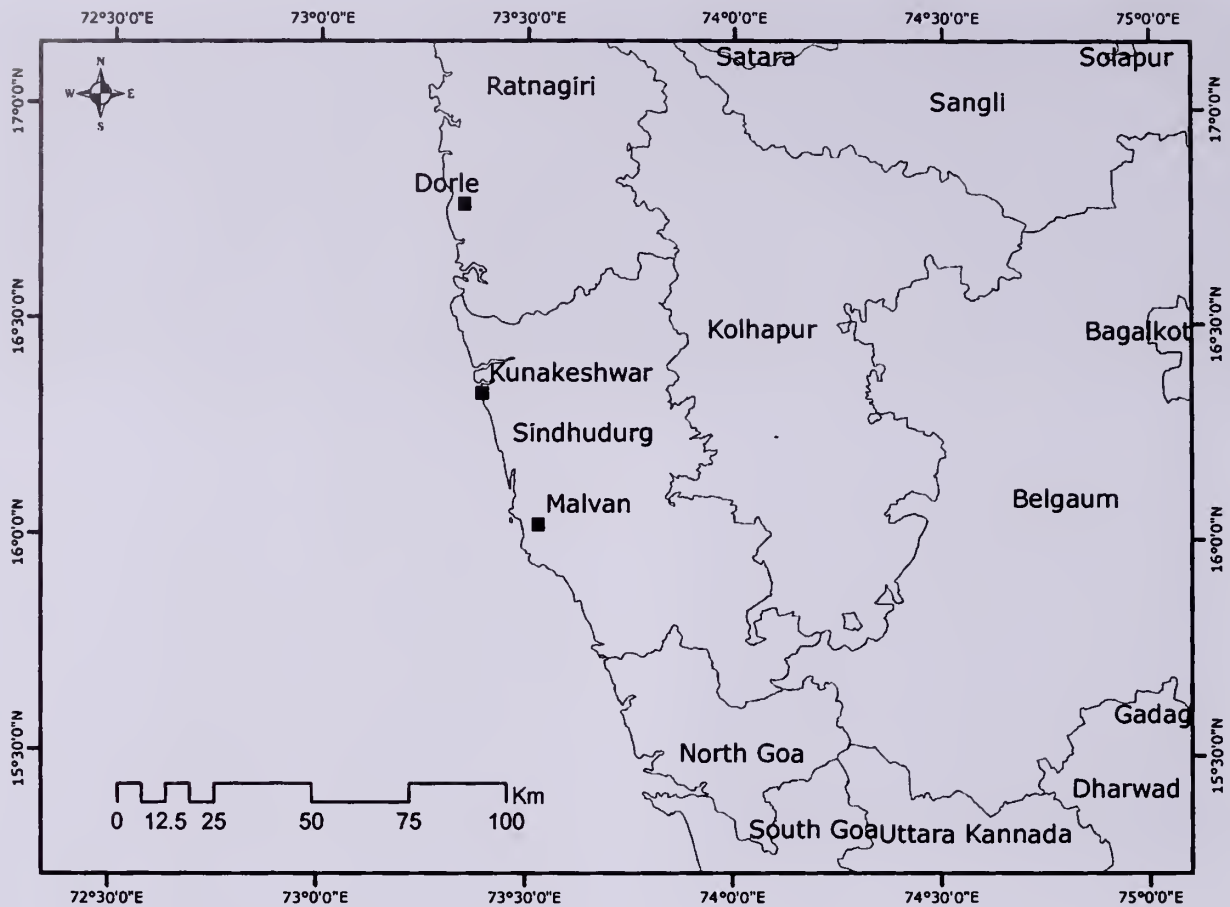 72°30'0"E 73°0'0"E 73°30'0"E 74°0'0"E 74°30'0"E 75°0'0"E
N
W E
S
17°0'0"N
16°30'0"N
16°0'0"N
15°30'0"N
Satara
Solapur
Ratnagiri
Sangli
Dorle
Kolhapur
Bagalkot
Kunakeshwar
Sindhudurg
Malvan
Belgaum
Gadag
North Goa
Dharwad
South Goa
Uttara Kannada
Km
0 12.5 25 50 75 100
17°0'0"N
16°30'0"N
16°0'0"N
15°30'0"N
72°30'0"E 73°0'0"E 73°30'0"E 74°0'0"E 74°30'0"E 75°0'0"E